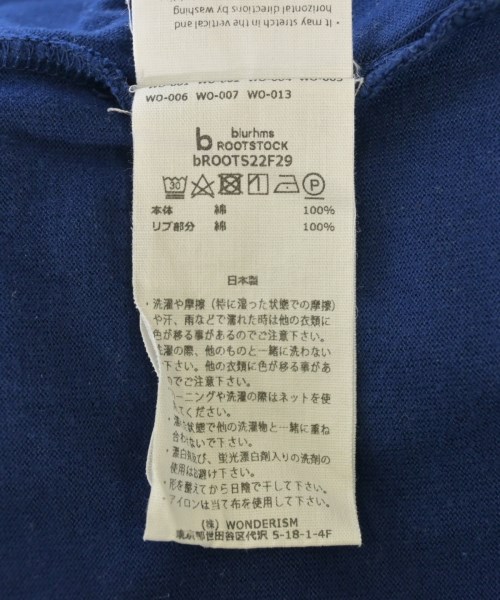 • It may stretch in the vertical and
horizontal directions by washing.
WO-006 WO-007 WO-013
b blurhms
ROOTSTOCK
bROOTS22F29
30 P
本体 綿 100%
リブ部分 綿 100%
日本製
・洗濯や摩擦（特に湿った状態での摩擦）
や汗、雨などで濡れた時は他の衣類に
色が移る事があるのでご注意下さい。
洗濯の際、他のものと一緒に洗わない
下さい。他の衣類に色が移る事があ
のでご注意下さい。
ーニングや洗濯の際はネットを使
てください。
・濡れた状態で他の洗濯物と一緒に重ね
合わないで下さい。
・漂白剤及び、蛍光漂白剤入りの洗剤の
使用はお避け下さい。
・形を整えてから日陰で干して下さい。
・アイロンは当て布を使用して下さい。
(株) WONDERISM
東京都世田谷区代沢 5-18-1-4F